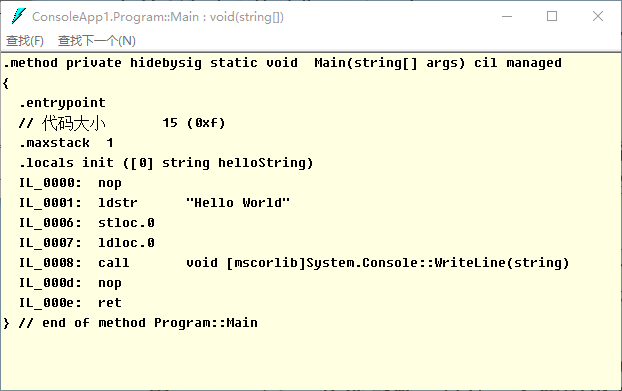 ConsoleApp1.Program::Main : void(string[])
查找(F) 查找下一个(N)
.method private hidebysig static void  Main(string[] args) cil managed
{
  .entrypoint
  // 代码大小       15 (0xf)
  .maxstack  1
  .locals init ([0] string helloString)
  IL_0000:  nop
  IL_0001:  ldstr      "Hello World"
  IL_0006:  stloc.0
  IL_0007:  ldloc.0
  IL_0008:  call       void [mscorlib]System.Console::WriteLine(string)
  IL_000d:  nop
  IL_000e:  ret
} // end of method Program::Main